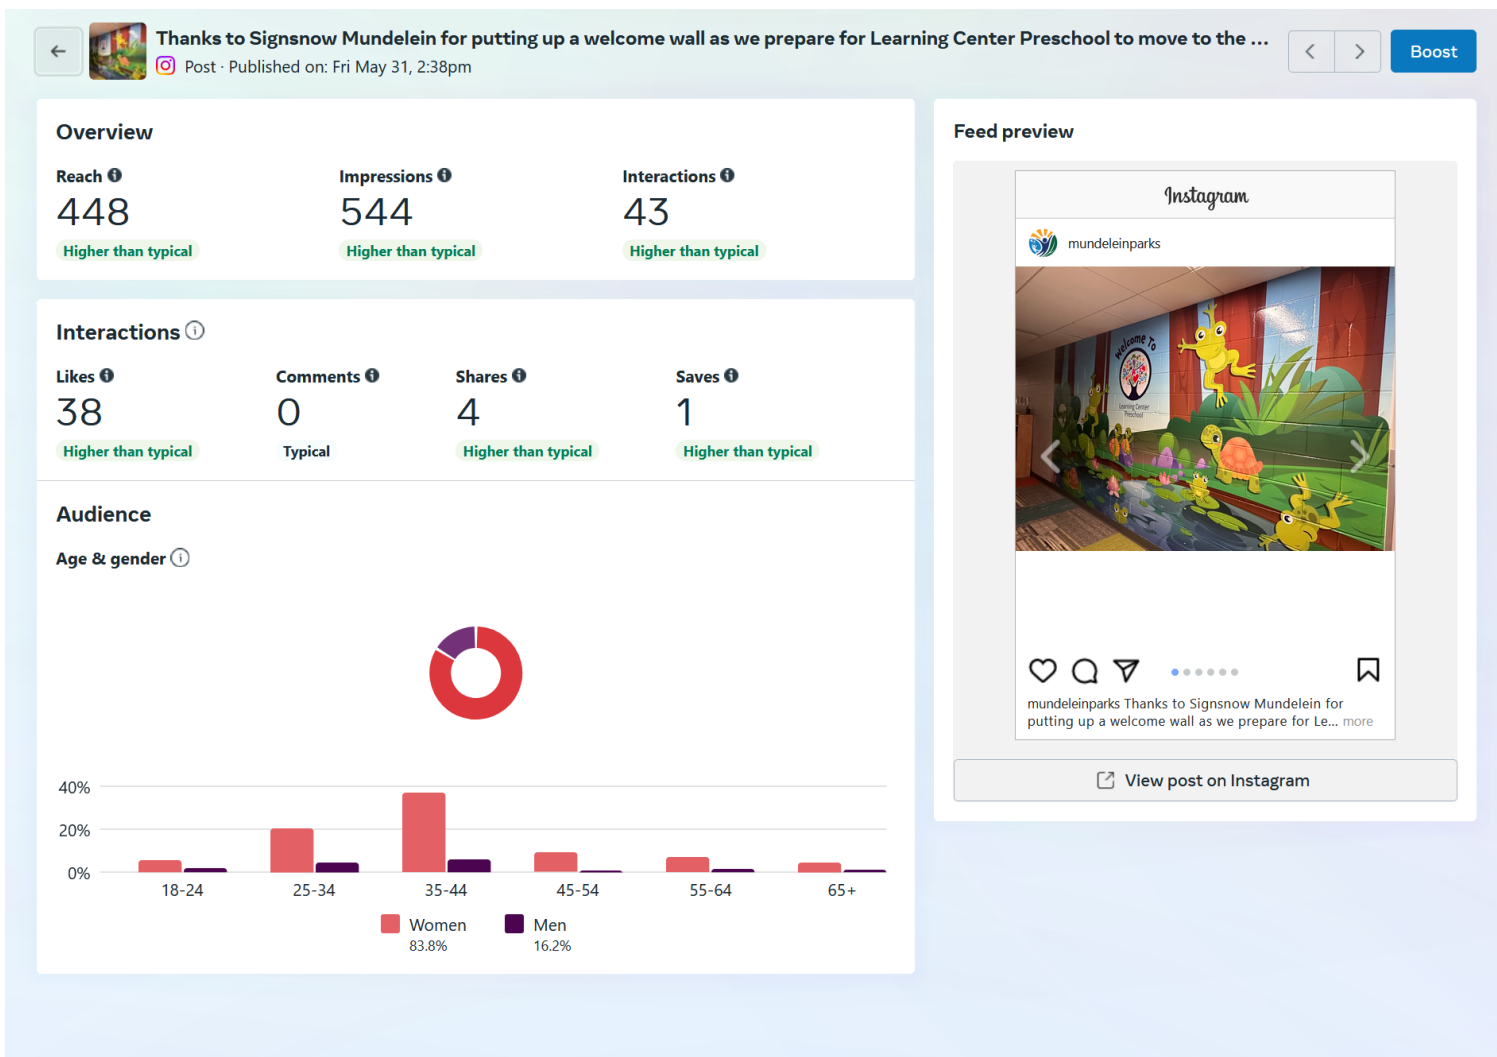 Thanks to Signsnow Mundelein for putting up a welcome wall as we prepare for Learning Center Preschool to move to the ...
Post · Published on: Fri May 31, 2:38pm
Boost
Overview
Reach
448
Higher than typical
Impressions
544
Higher than typical
Interactions
43
Higher than typical
Interactions
Likes
38
Higher than typical
Comments
0
Typical
Shares
4
Higher than typical
Saves
1
Higher than typical
Audience
Age & gender
40%
20%
0%
18-24
25-34
35-44
45-54
55-64
65+
Women
83.8%
Men
16.2%
Feed preview
Instagram
mundeleinparks
Welcome To
Learning Center
Preschool
mundeleinparks Thanks to Signsnow Mundelein for
putting up a welcome wall as we prepare for Le... more
View post on Instagram